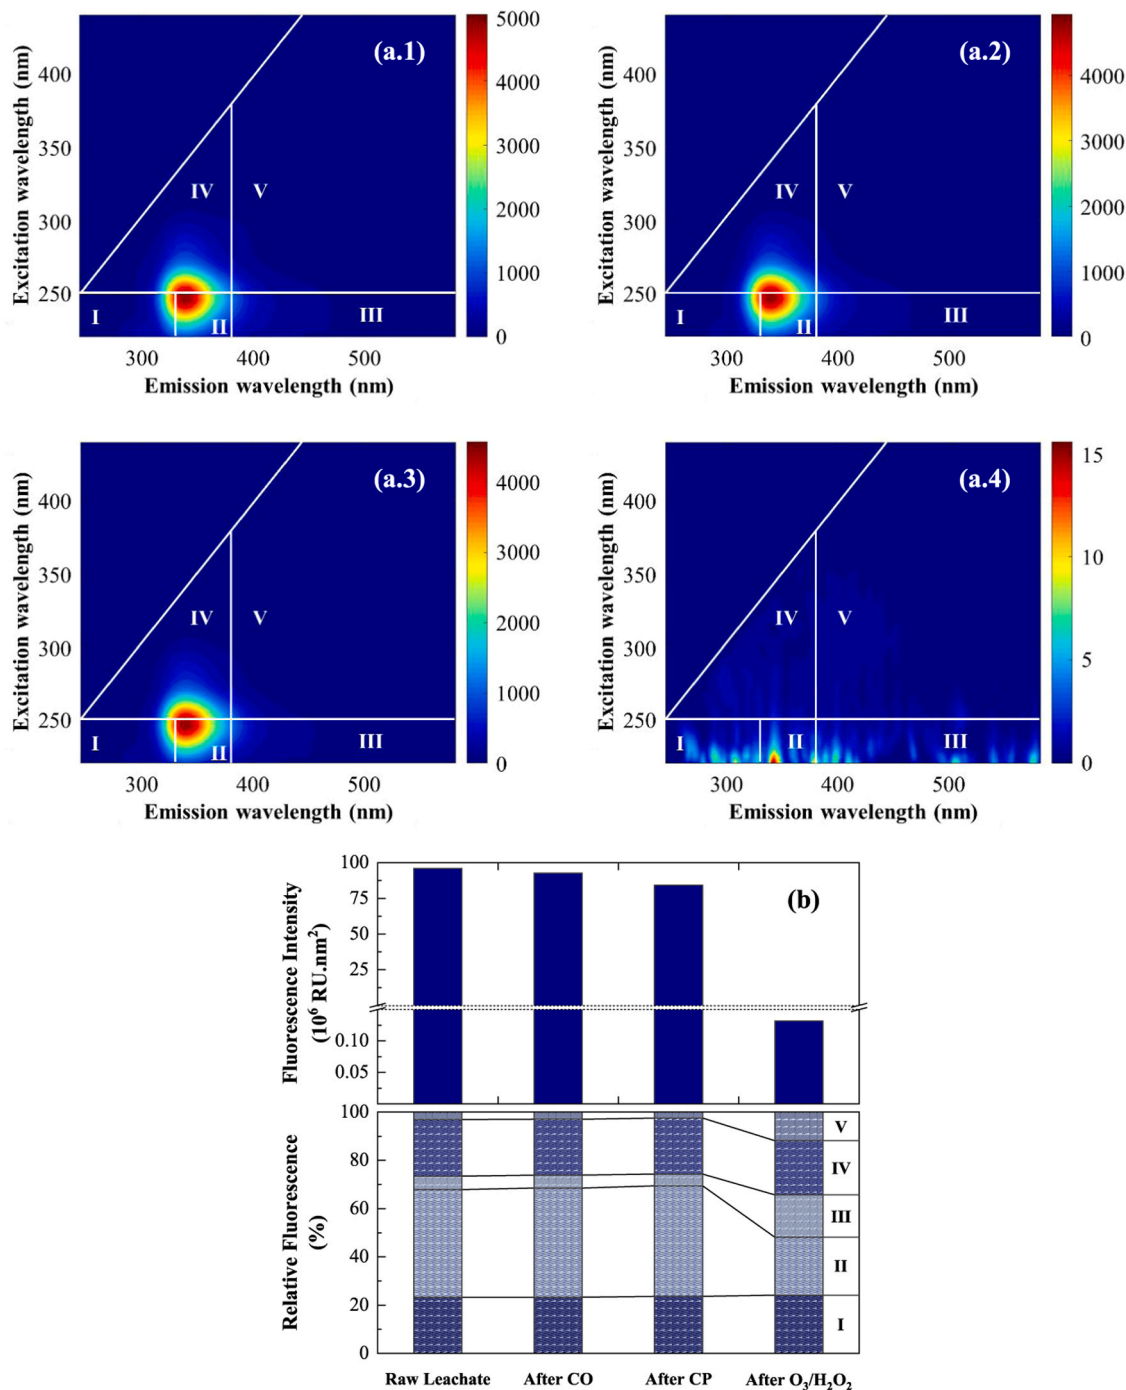 (a.1)
5000
4000
3000
2000
1000
0
400
350
300
250
Excitation wavelength (nm)
IV
V
I
II
III
300
400
500
Emission wavelength (nm)
(a.2)
4000
3000
2000
1000
0
400
350
300
250
Excitation wavelength (nm)
IV
V
I
II
III
300
400
500
Emission wavelength (nm)
(a.3)
4000
3000
2000
1000
0
400
350
300
250
Excitation wavelength (nm)
IV
V
I
II
III
300
400
500
Emission wavelength (nm)
(a.4)
15
10
5
0
400
350
300
250
Excitation wavelength (nm)
IV
V
I
II
III
300
400
500
Emission wavelength (nm)
(b)
Fluorescence Intensity
(10⁶ RU.nm²)
100
75
50
25
0.10
0.05
Relative Fluorescence
(%)
100
80
60
40
20
0
V
IV
III
II
I
Raw Leachate
After CO
After CP
After O₃/H₂O₂